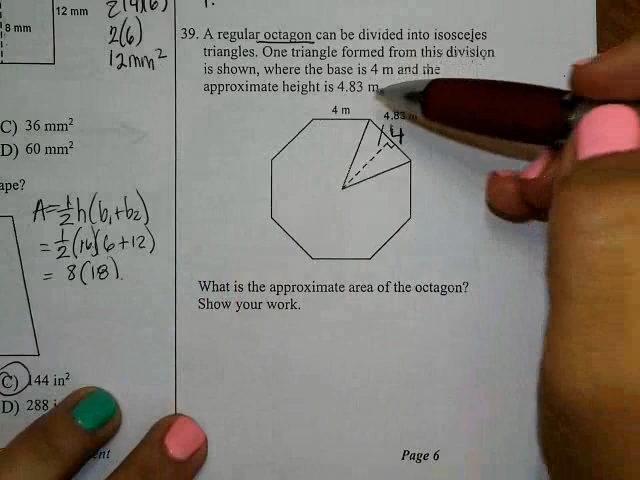 8 mm
12 mm
2(6)
12mm²
C) 36 mm²
D) 60 mm²
ape?
A=½h(b₁+b₂)
=½(16)(6+12)
= 8(18).
C) 144 in²
D) 288 i
ent
39. A regular octagon can be divided into isosceles
triangles. One triangle formed from this division
is shown, where the base is 4 m and the
approximate height is 4.83 m.
4 m
4.83 m
4
What is the approximate area of the octagon?
Show your work.
Page 6